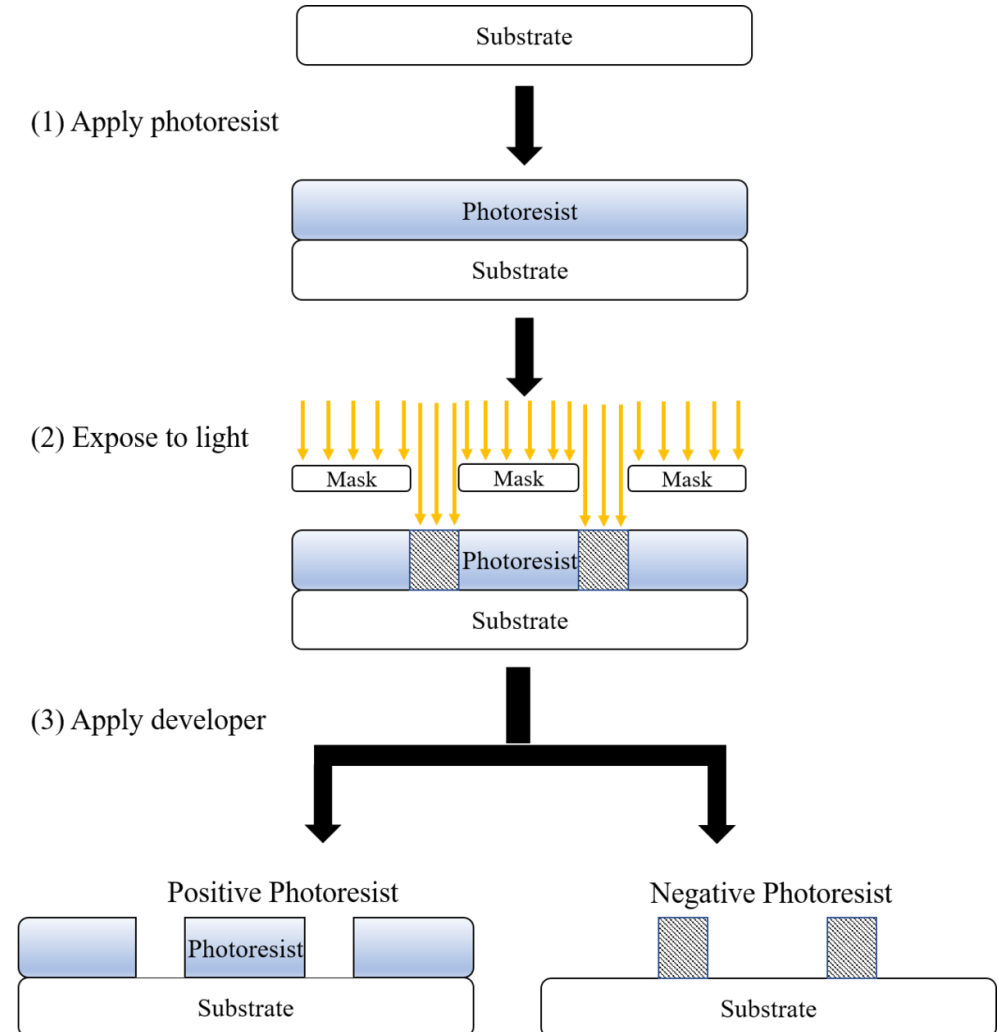 Substrate
(1) Apply photoresist
Photoresist
Substrate
(2) Expose to light
Mask
Mask
Mask
Photoresist
Substrate
(3) Apply developer
Positive Photoresist
Negative Photoresist
Photoresist
Substrate
Substrate